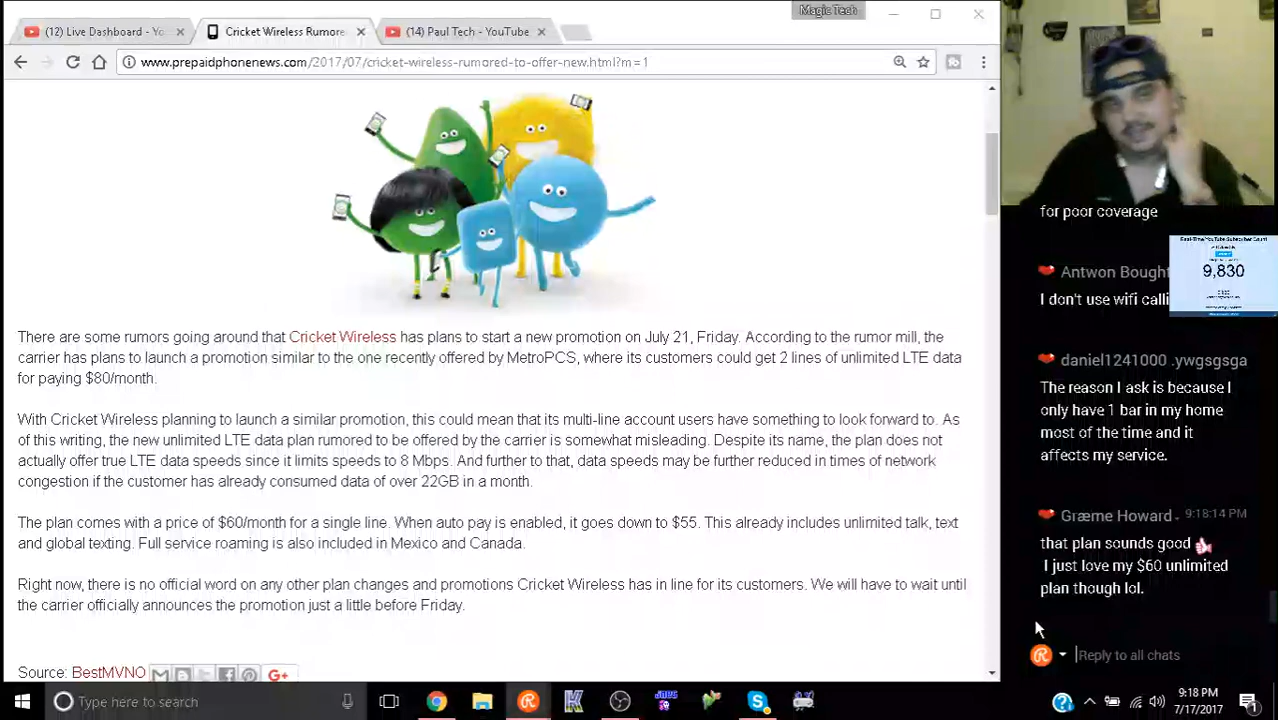 Magic Tech
(12) Live Dashboard - Yo
Cricket Wireless Rumore
(14) Paul Tech - YouTube
www.prepaidphonenews.com/2017/07/cricket-wireless-rumored-to-offer-new.html?m=1
There are some rumors going around that Cricket Wireless has plans to start a new promotion on July 21, Friday. According to the rumor mill, the
carrier has plans to launch a promotion similar to the one recently offered by MetroPCS, where its customers could get 2 lines of unlimited LTE data
for paying $80/month.
With Cricket Wireless planning to launch a similar promotion, this could mean that its multi-line account users have something to look forward to. As
of this writing, the new unlimited LTE data plan rumored to be offered by the carrier is somewhat misleading. Despite its name, the plan does not
actually offer true LTE data speeds since it limits speeds to 8 Mbps. And further to that, data speeds may be further reduced in times of network
congestion if the customer has already consumed data of over 22GB in a month.
The plan comes with a price of $60/month for a single line. When auto pay is enabled, it goes down to $55. This already includes unlimited talk, text
and global texting. Full service roaming is also included in Mexico and Canada.
Right now, there is no official word on any other plan changes and promotions Cricket Wireless has in line for its customers. We will have to wait until
the carrier officially announces the promotion just a little before Friday.
Source: BestMVNO
for poor coverage
Real-Time YouTube Subscriber Count
9,830
Antwon Bought
I don't use wifi calli
daniel1241000 .ywgsgsga
The reason I ask is because I
only have 1 bar in my home
most of the time and it
affects my service.
Græme Howard - 9:18:14 PM
that plan sounds good
I just love my $60 unlimited
plan though lol.
Reply to all chats
Type here to search
9:18 PM
7/17/2017